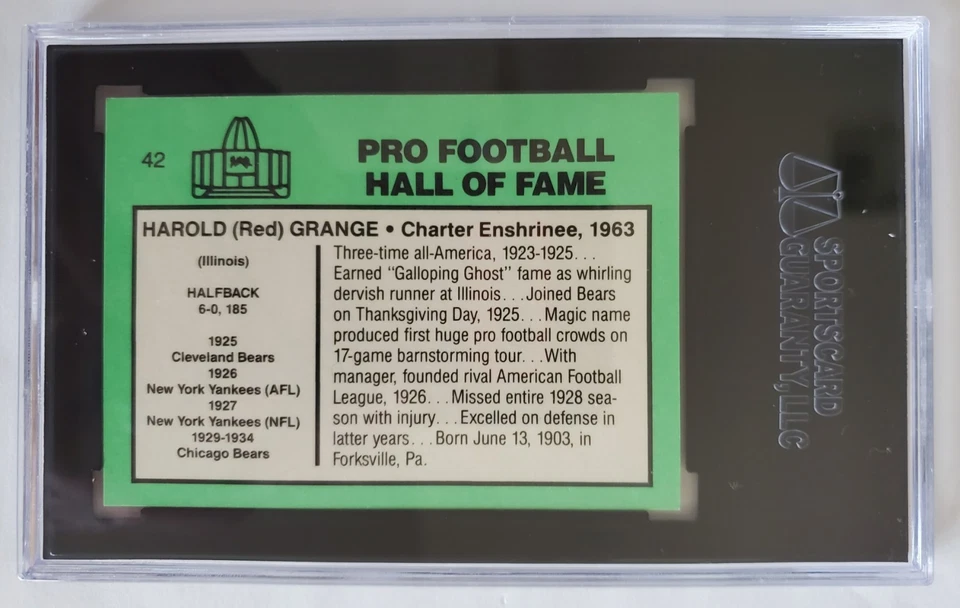 42
PRO FOOTBALL
HALL OF FAME
HAROLD (Red) GRANGE • Charter Enshrinee, 1963
(Illinois)
HALFBACK
6-0, 185
1925
Cleveland Bears
1926
New York Yankees (AFL)
1927
New York Yankees (NFL)
1929-1934
Chicago Bears
Three-time all-America, 1923-1925. . .
Earned “Galloping Ghost” fame as whirling
dervish runner at Illinois. . .Joined Bears
on Thanksgiving Day, 1925. . .Magic name
produced first huge pro football crowds on
17-game barnstorming tour. . .With
manager, founded rival American Football
League, 1926. . .Missed entire 1928 sea-
son with injury. . .Excelled on defense in
latter years. . .Born June 13, 1903, in
Forksville, Pa.
SPORTSCARD
GUARANTY, LLC